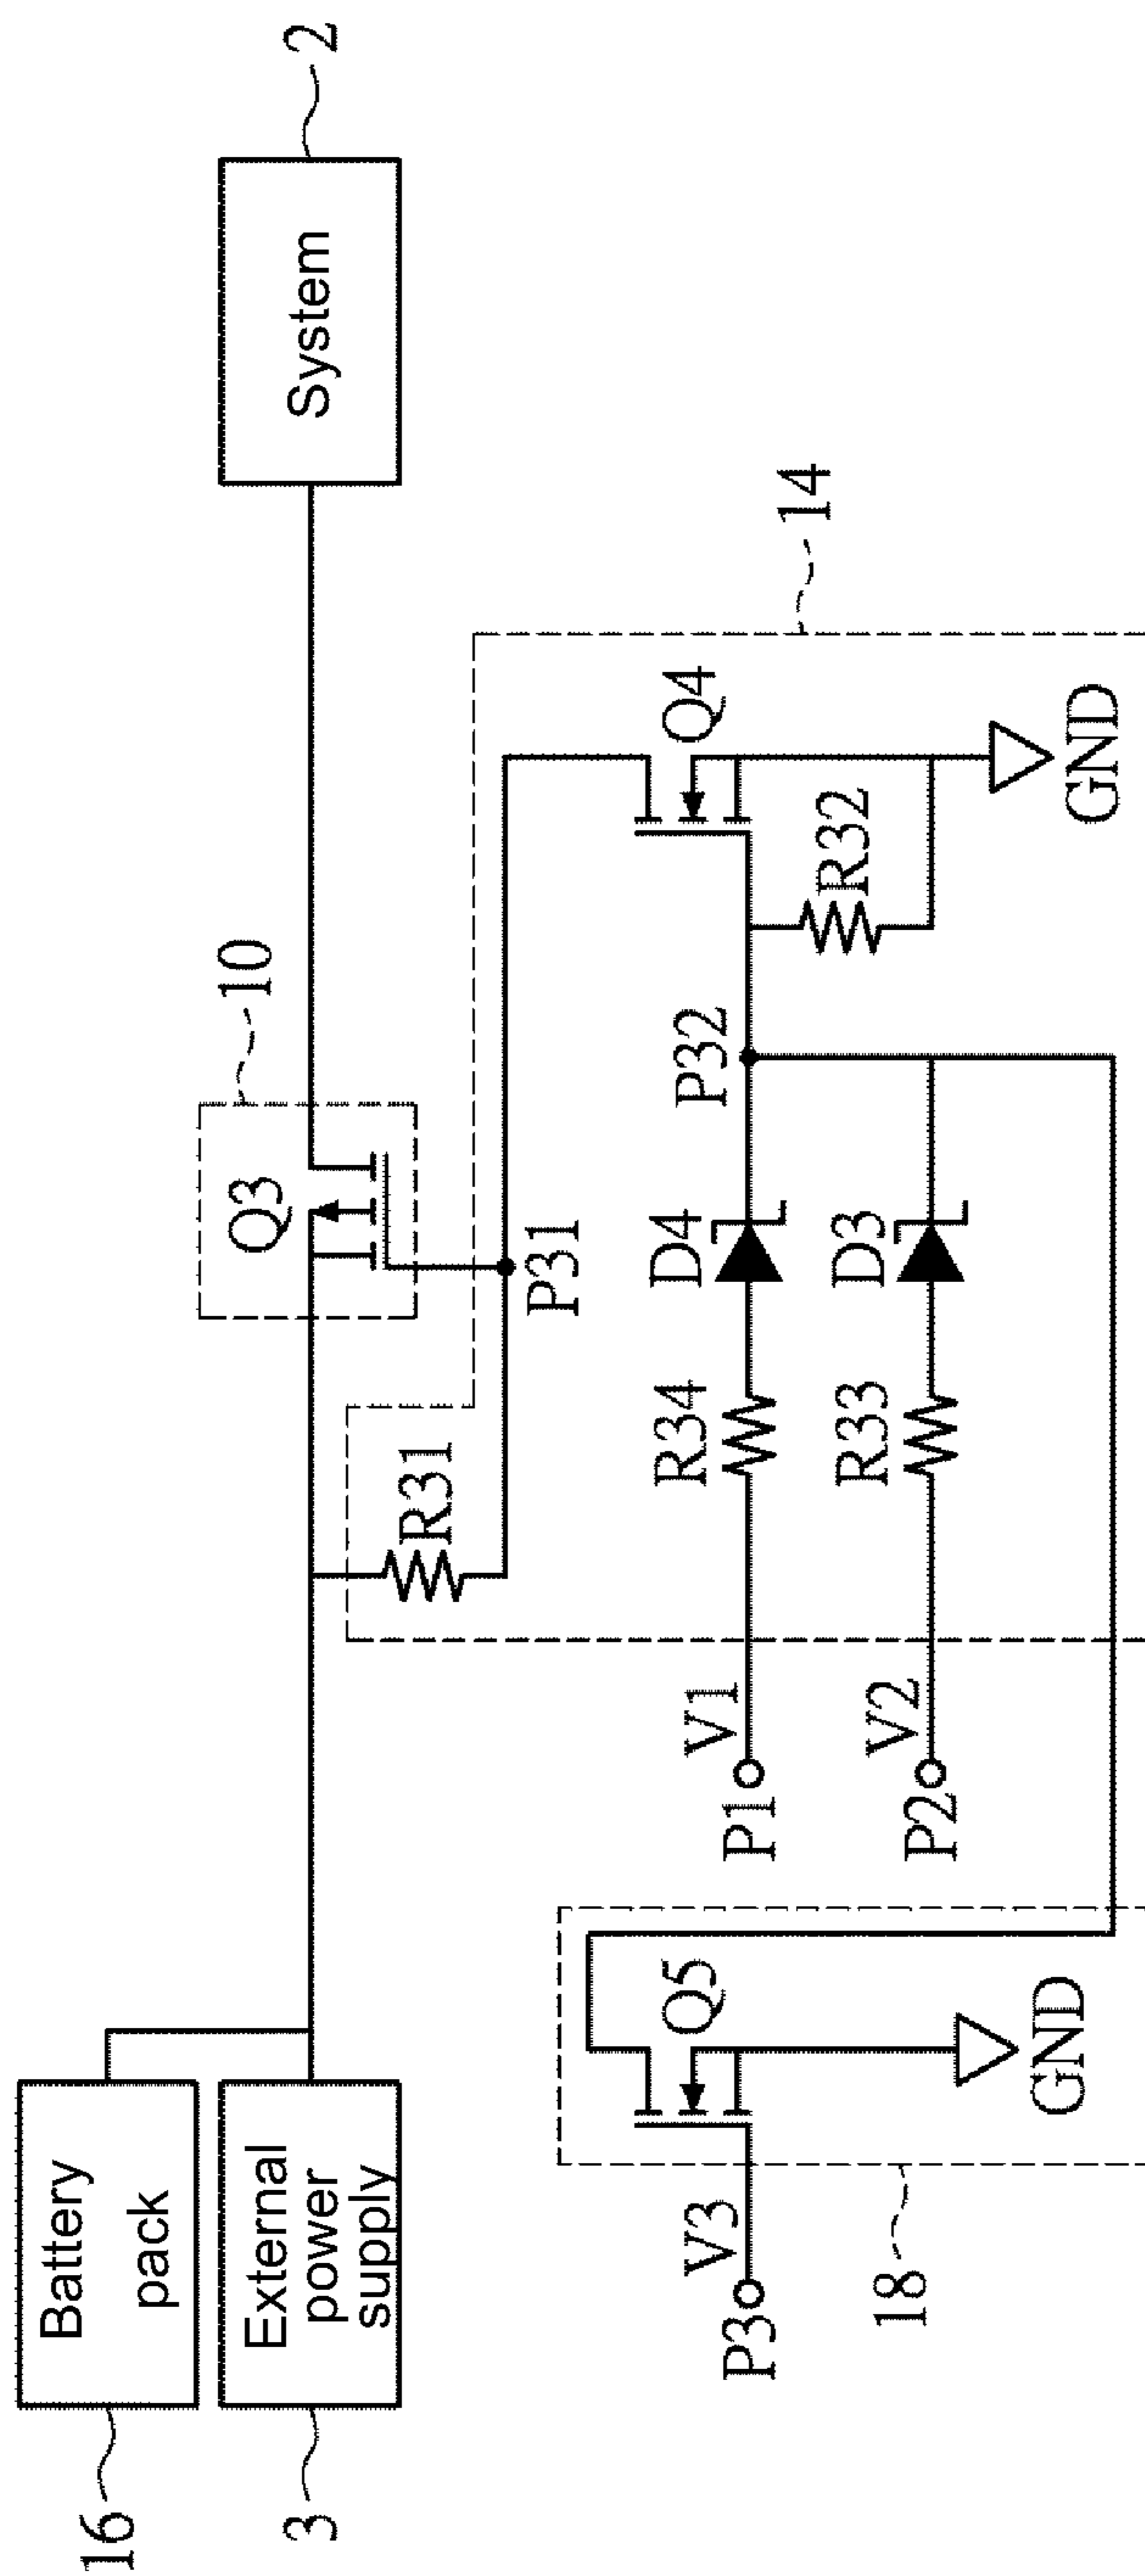 16
Battery
pack
3
External
power
supply
10
Q3
System
2
R31
P31
14
P3
V3
Q5
GND
18
P1
V1
R34
D4
P32
Q4
R32
GND
P2
V2
R33
D3